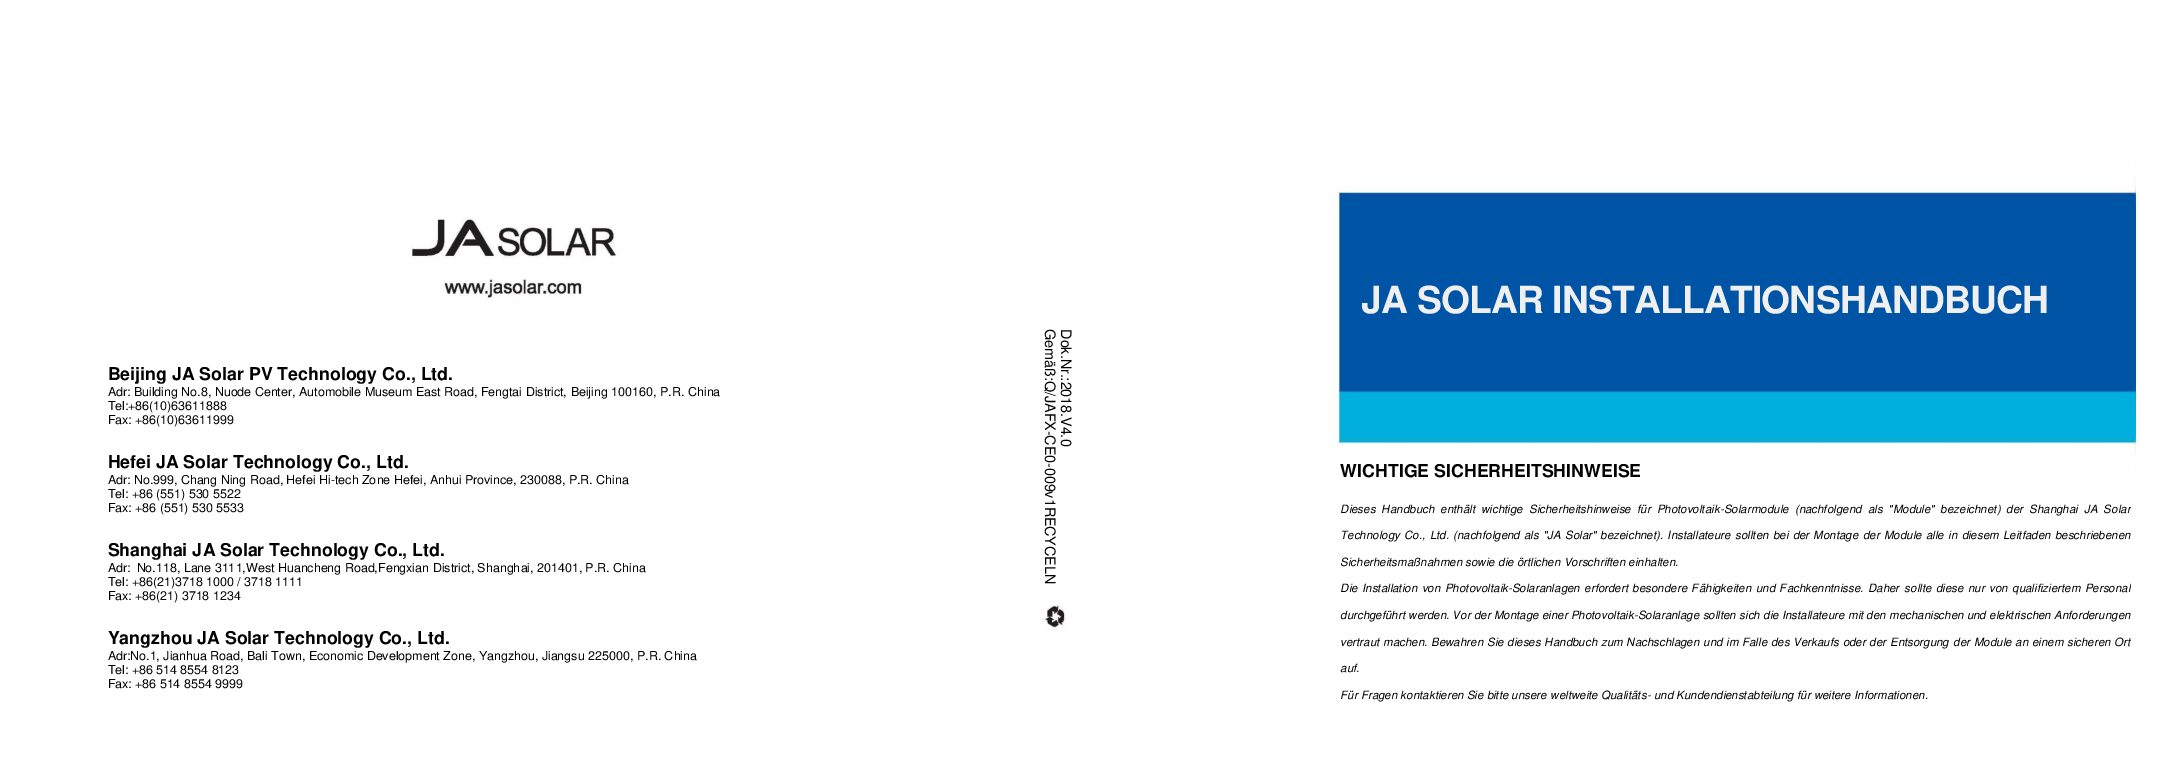 JA SOLAR
www.jasolar.com
Beijing JA Solar PV Technology Co., Ltd.
Adr: Building No.8, Nuode Center, Automobile Museum East Road, Fengtai District, Beijing 100160, P.R. China
Tel:+86(10)63611888
Fax: +86(10)63611999
Hefei JA Solar Technology Co., Ltd.
Adr: No.999, Chang Ning Road, Hefei Hi-tech Zone Hefei, Anhui Province, 230088, P.R. China
Tel: +86 (551) 530 5522
Fax: +86 (551) 530 5533
Shanghai JA Solar Technology Co., Ltd.
Adr: No.118, Lane 3111,West Huancheng Road,Fengxian District, Shanghai, 201401, P.R. China
Tel: +86(21)3718 1000 / 3718 1111
Fax: +86(21) 3718 1234
Yangzhou JA Solar Technology Co., Ltd.
Adr:No.1, Jianhua Road, Bali Town, Economic Development Zone, Yangzhou, Jiangsu 225000, P.R. China
Tel: +86 514 8554 8123
Fax: +86 514 8554 9999
Dok.Nr.:2018.V4.0
Gemäß:Q/JAFX-CE0-009v1RECYCELN
JA SOLAR INSTALLATIONSHANDBUCH
WICHTIGE SICHERHEITSHINWEISE
Dieses Handbuch enthält wichtige Sicherheitshinweise für Photovoltaik-Solarmodule (nachfolgend als "Module" bezeichnet) der Shanghai JA Solar
Technology Co., Ltd. (nachfolgend als "JA Solar" bezeichnet). Installateure sollten bei der Montage der Module alle in diesem Leitfaden beschriebenen
Sicherheitsmaßnahmen sowie die örtlichen Vorschriften einhalten.
Die Installation von Photovoltaik-Solaranlagen erfordert besondere Fähigkeiten und Fachkenntnisse. Daher sollte diese nur von qualifiziertem Personal
durchgeführt werden. Vor der Montage einer Photovoltaik-Solaranlage sollten sich die Installateure mit den mechanischen und elektrischen Anforderungen
vertraut machen. Bewahren Sie dieses Handbuch zum Nachschlagen und im Falle des Verkaufs oder der Entsorgung der Module an einem sicheren Ort
auf.
Für Fragen kontaktieren Sie bitte unsere weltweite Qualitäts- und Kundendienstabteilung für weitere Informationen.